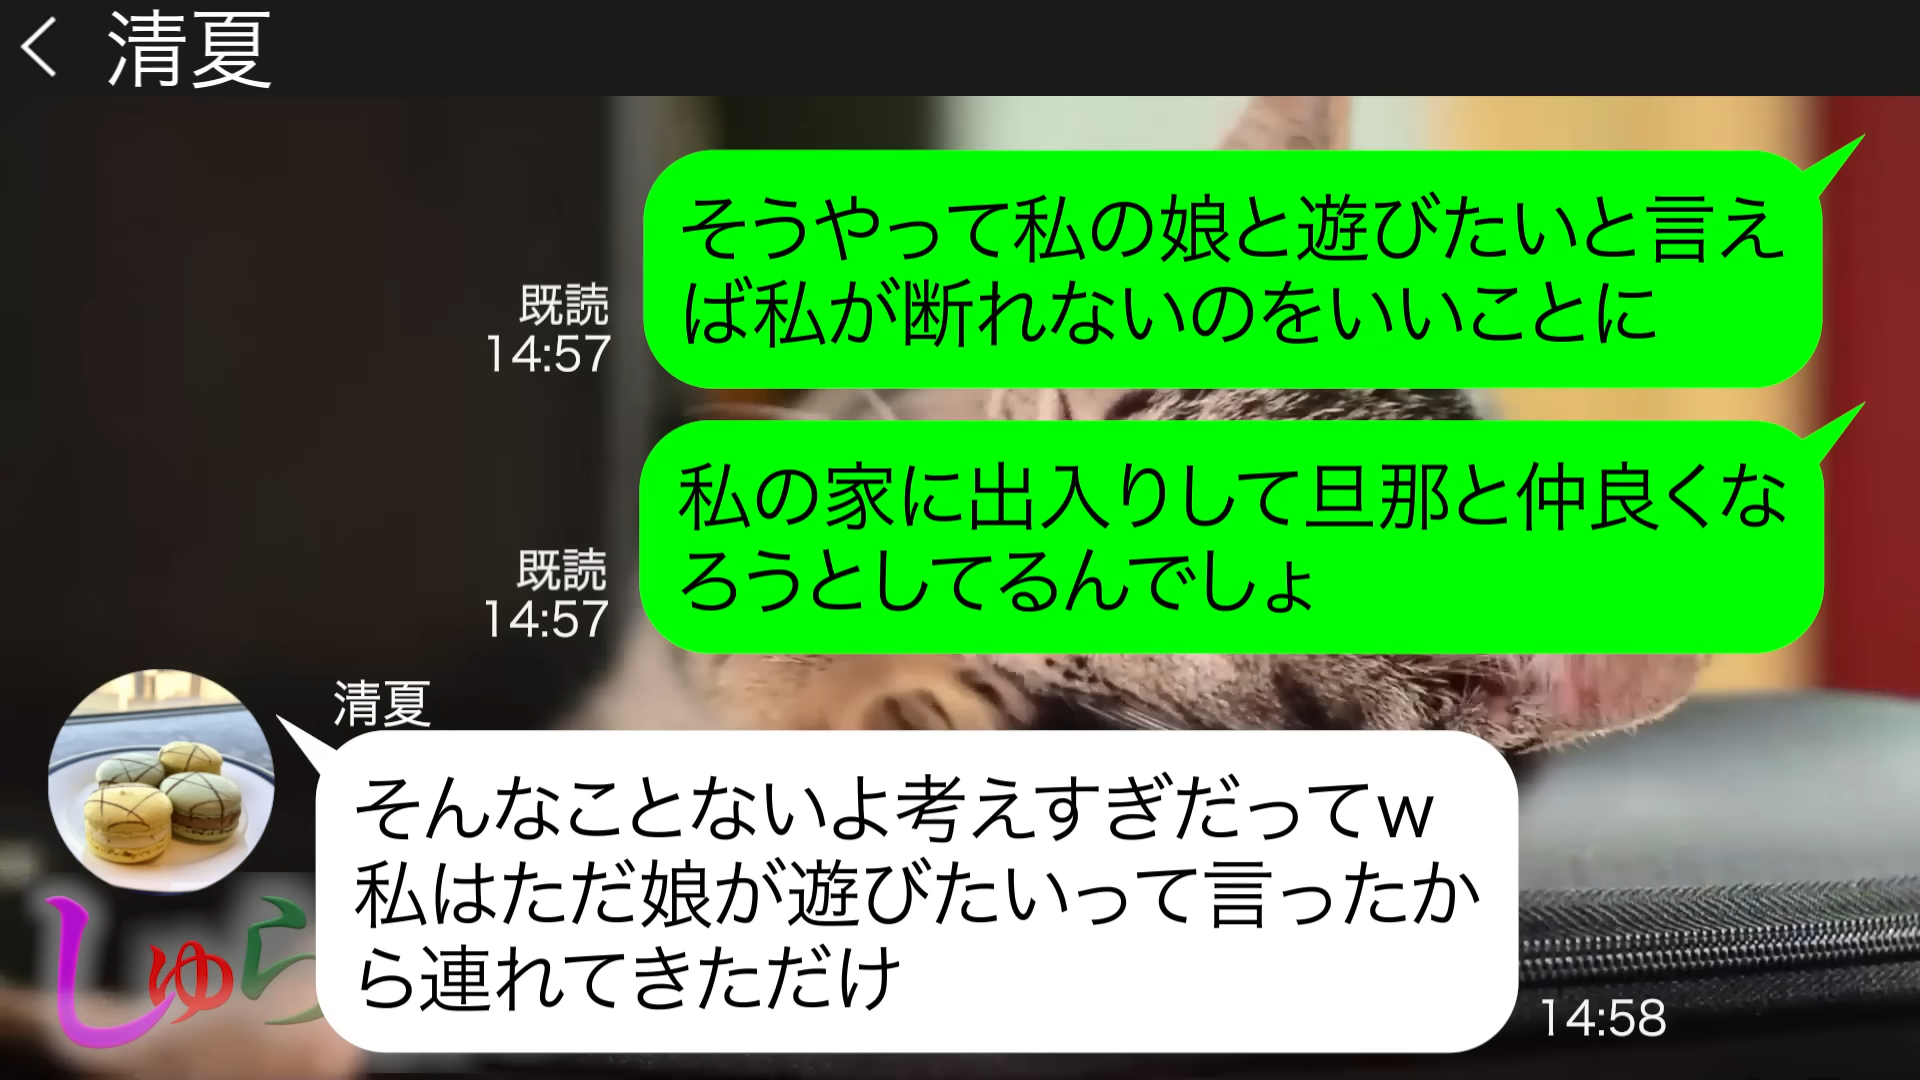 清夏
そうやって私の娘と遊びたいと言え
ば私が断れないのをいいことに
既読
14:57
私の家に出入りして旦那と仲良くな
ろうとしてるんでしょ
既読
14:57
清夏
そんなことないよ考えすぎだってw
私はただ娘が遊びたいって言ったか
ら連れてきただけ
14:58
しゅら